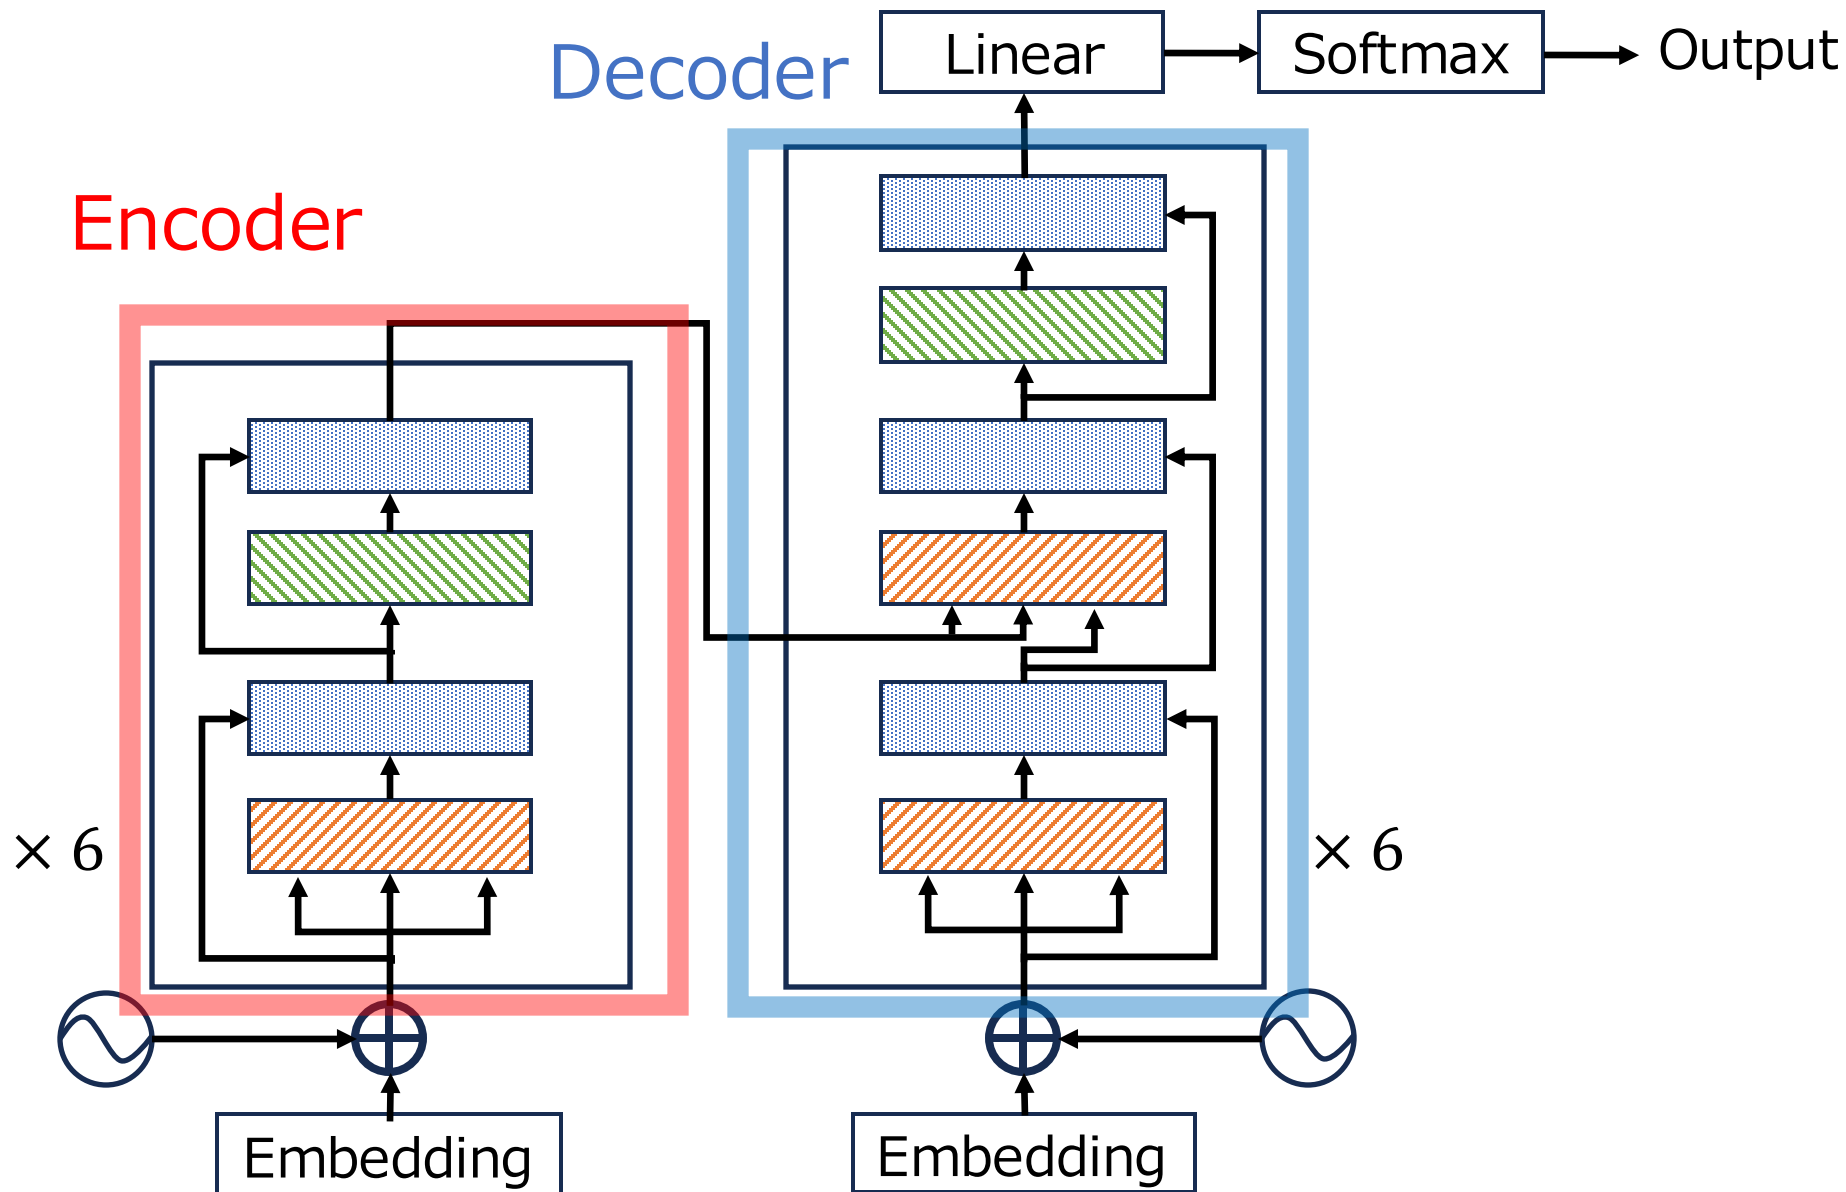 Linear
Softmax
Output
Decoder
Encoder
× 6
× 6
Embedding
Embedding